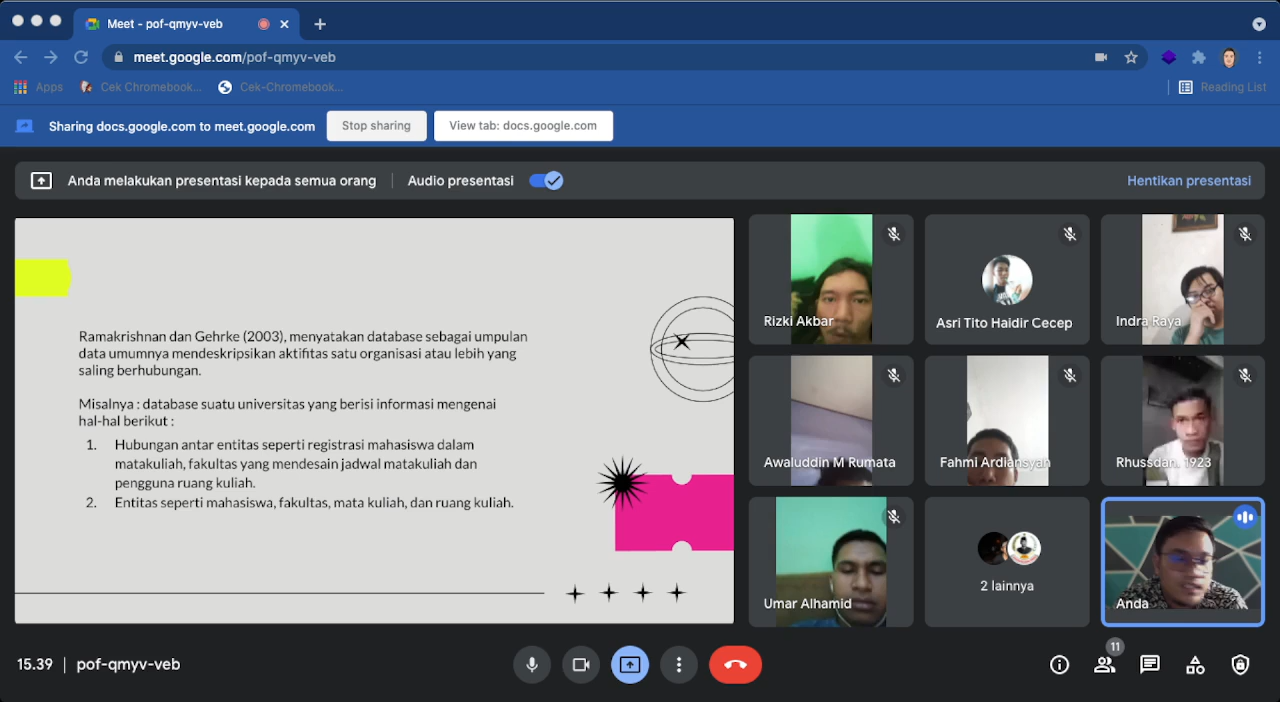 Meet - pof-qmyv-veb
meet.google.com/pof-qmyv-veb
Apps
Cek Chromebook...
Cek-Chromebook...
Reading List
Sharing docs.google.com to meet.google.com
Stop sharing
View tab: docs.google.com
Anda melakukan presentasi kepada semua orang
Audio presentasi
Hentikan presentasi
Ramakrishnan dan Gehrke (2003), menyatakan database sebagai umpulan
data umumnya mendeskripsikan aktifitas satu organisasi atau lebih yang
saling berhubungan.
Misalnya : database suatu universitas yang berisi informasi mengenai
hal-hal berikut :
1. Hubungan antar entitas seperti registrasi mahasiswa dalam
matakuliah, fakultas yang mendesain jadwal matakuliah dan
pengguna ruang kuliah.
2. Entitas seperti mahasiswa, fakultas, mata kuliah, dan ruang kuliah.
Rizki Akbar
Asri Tito Haidir Cecep
Indra Raya
Awaluddin M Rumata
Fahmi Ardiansyah
Rhussdan. 1923
Umar Alhamid
2 lainnya
Anda
15.39 | pof-qmyv-veb
11